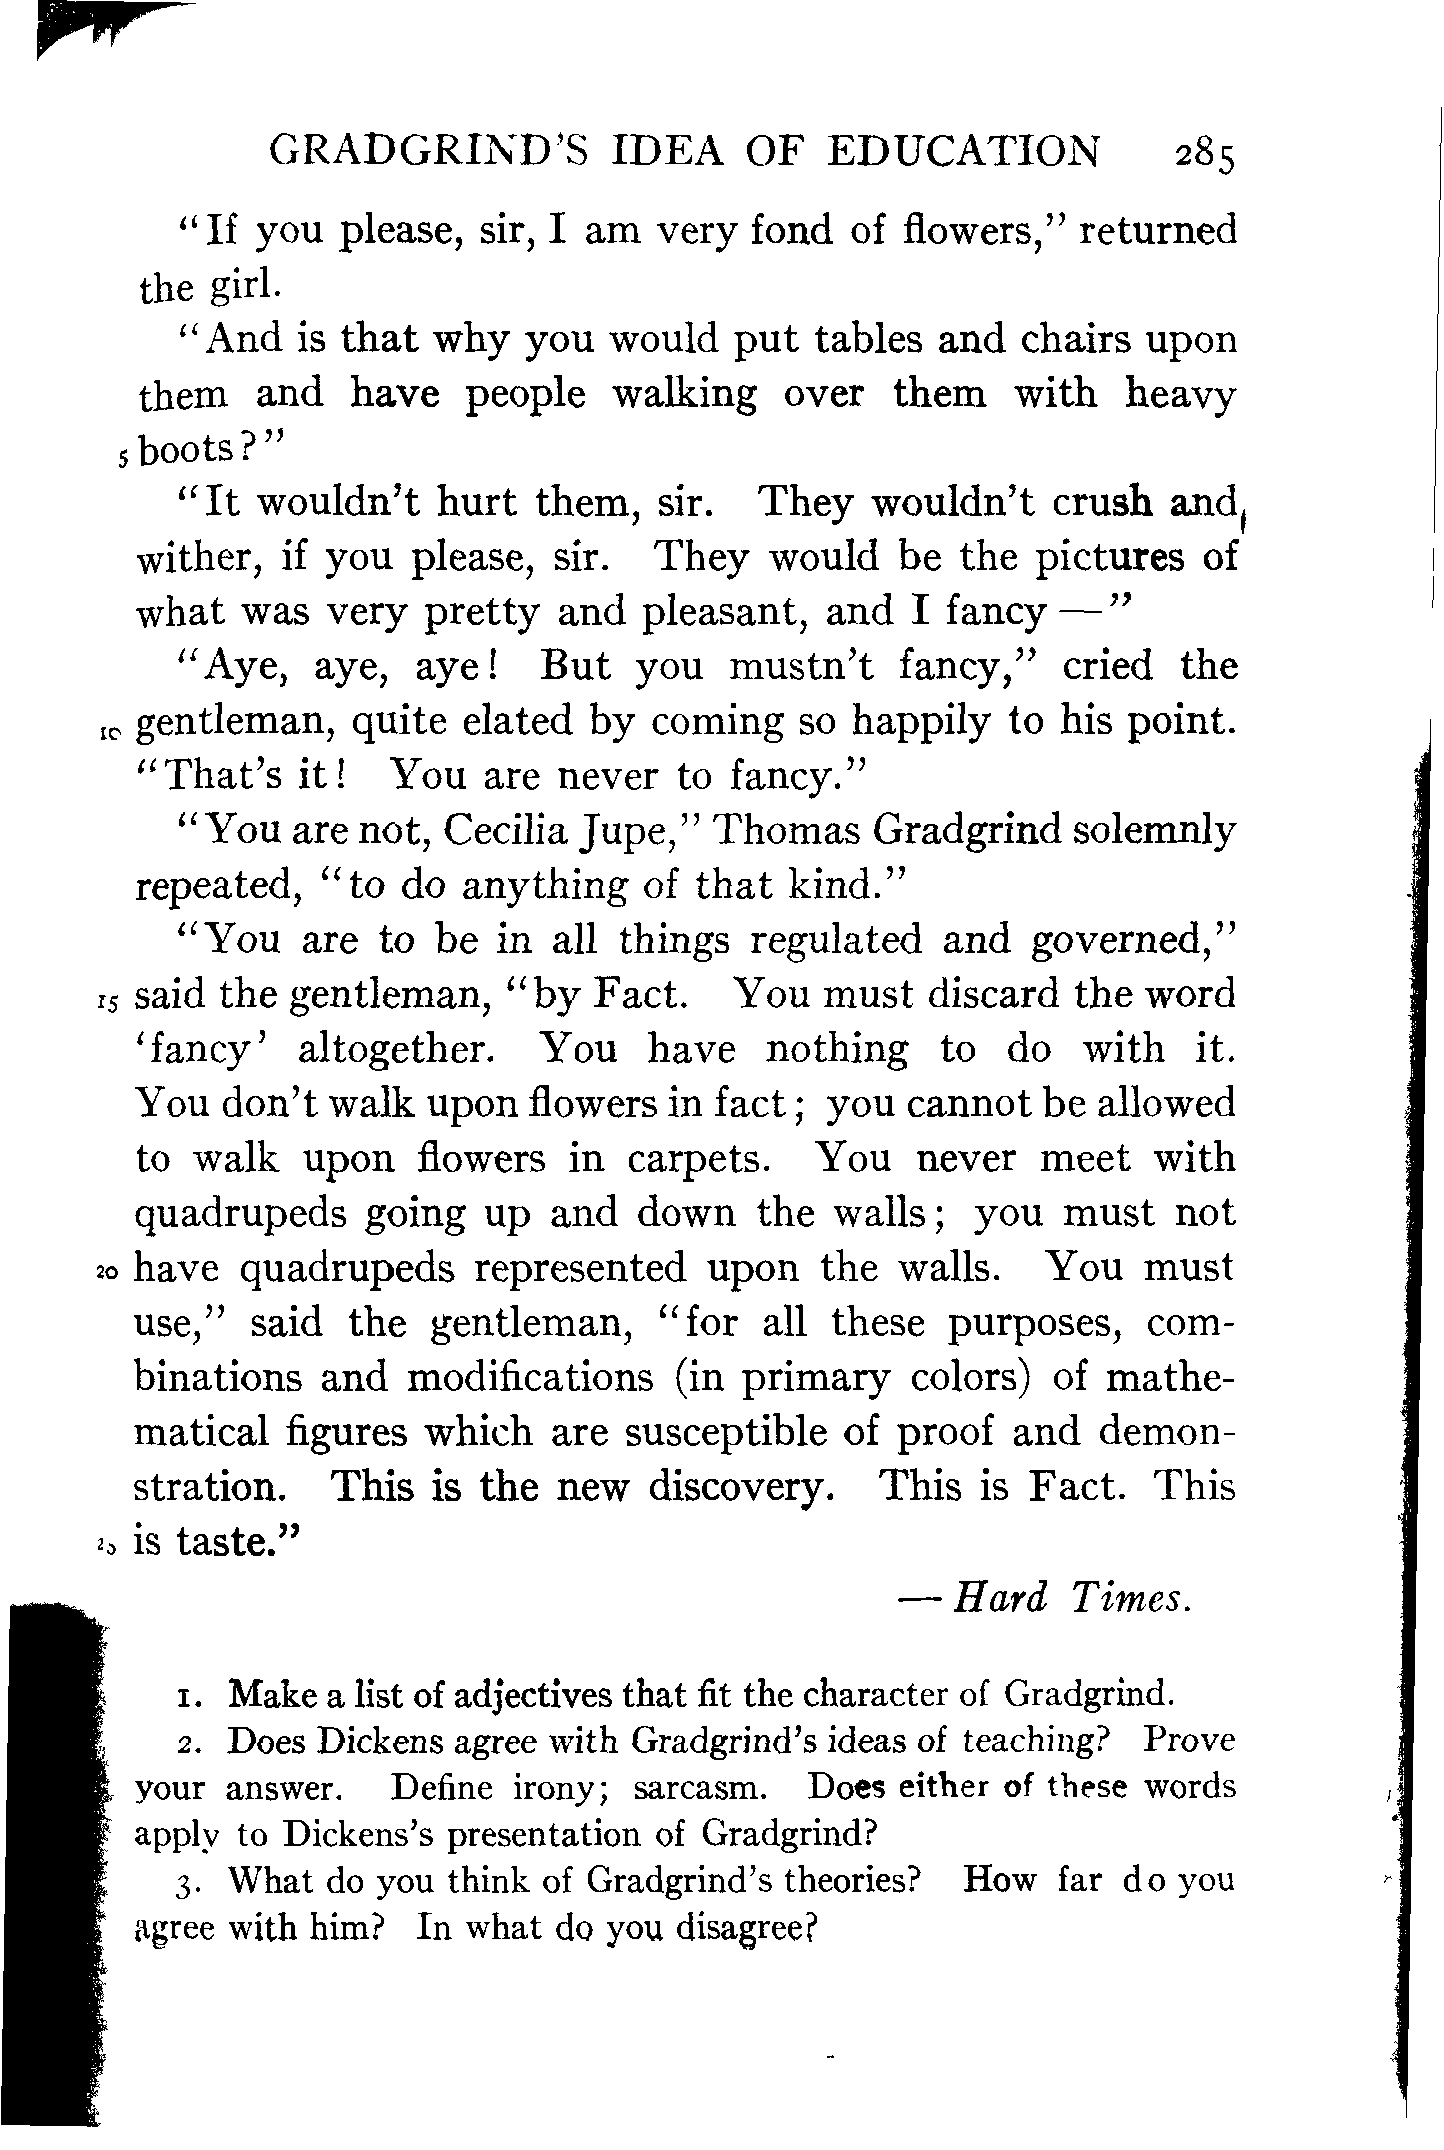 GRADGRIND'S IDEA OF EDUCATION 285
"If you please, sir, I am very fond of flowers," returned
the girl.
"And is that why you would put tables and chairs upon
them and have people walking over them with heavy
5 boots?"
"It wouldn't hurt them, sir. They wouldn't crush and
wither, if you please, sir. They would be the pictures of
what was very pretty and pleasant, and I fancy —"
"Aye, aye, aye! But you mustn't fancy," cried the
10 gentleman, quite elated by coming so happily to his point.
"That's it! You are never to fancy."
"You are not, Cecilia Jupe," Thomas Gradgrind solemnly
repeated, "to do anything of that kind."
"You are to be in all things regulated and governed,"
15 said the gentleman, "by Fact. You must discard the word
'fancy' altogether. You have nothing to do with it.
You don't walk upon flowers in fact; you cannot be allowed
to walk upon flowers in carpets. You never meet with
quadrupeds going up and down the walls; you must not
20 have quadrupeds represented upon the walls. You must
use," said the gentleman, "for all these purposes, com-
binations and modifications (in primary colors) of mathe-
matical figures which are susceptible of proof and demon-
stration. This is the new discovery. This is Fact. This
25 is taste."
— Hard Times.
1. Make a list of adjectives that fit the character of Gradgrind.
2. Does Dickens agree with Gradgrind's ideas of teaching? Prove
your answer. Define irony; sarcasm. Does either of these words
apply to Dickens's presentation of Gradgrind?
3. What do you think of Gradgrind's theories? How far do you
agree with him? In what do you disagree?